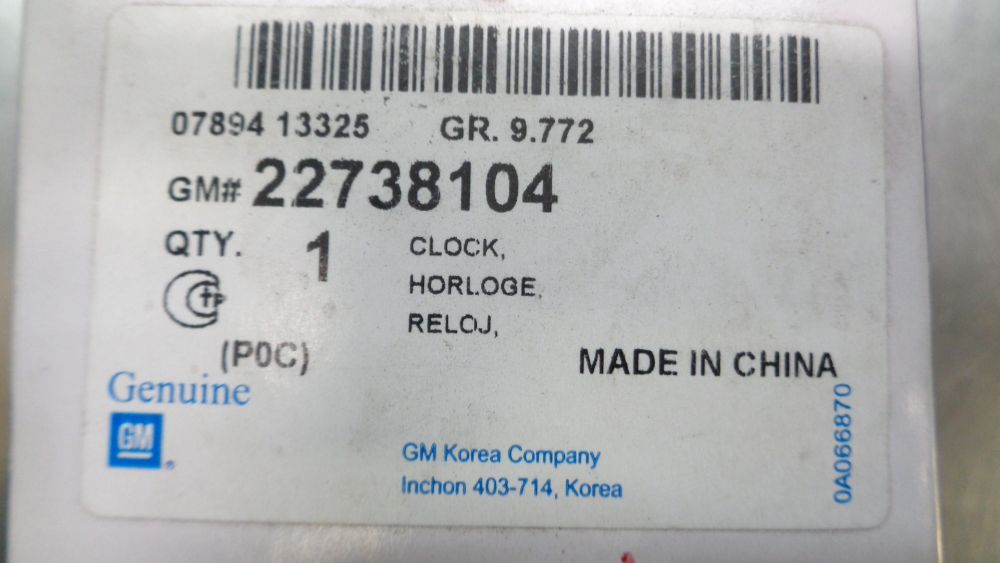 07894 13325 GR. 9.772
GM# 22738104
QTY. 1 CLOCK,
HORLOGE,
RELOJ,
(P0C)
MADE IN CHINA
Genuine
GM
GM Korea Company
Inchon 403-714, Korea
0A066870